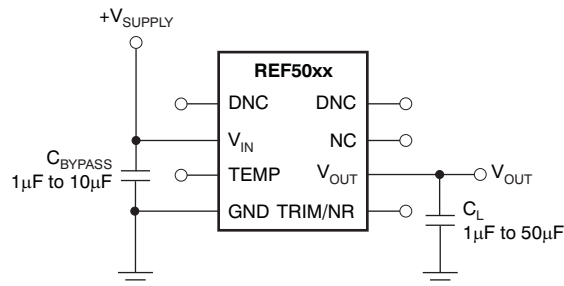 +VSUPPLY
REF50xx
DNC DNC
VIN NC
CBYPASS
1μF to 10μF
TEMP VOUT VOUT
GND TRIM/NR
CL
1μF to 50μF